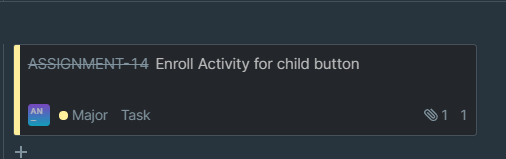 ASSIGNMENT-14 Enroll Activity for child button
AN
Major Task 1 1